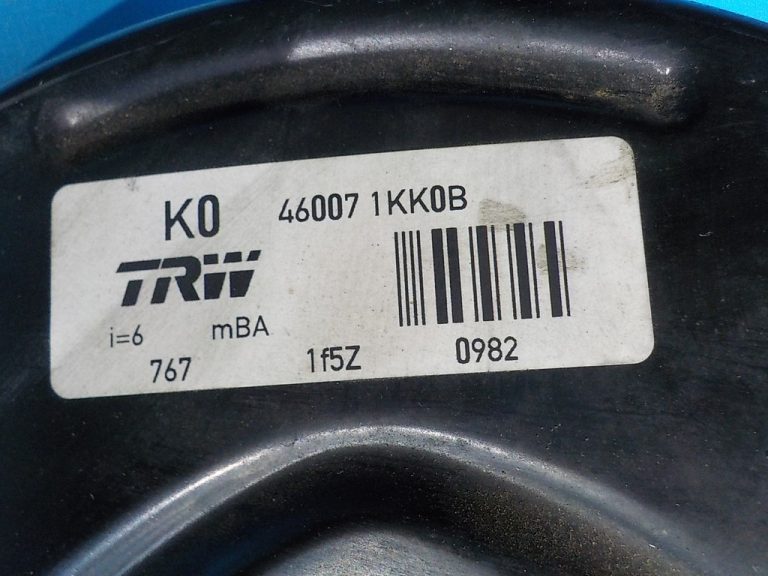 K0 46007 1KK0B
TRW
i=6 mBA
767 1f5Z 0982